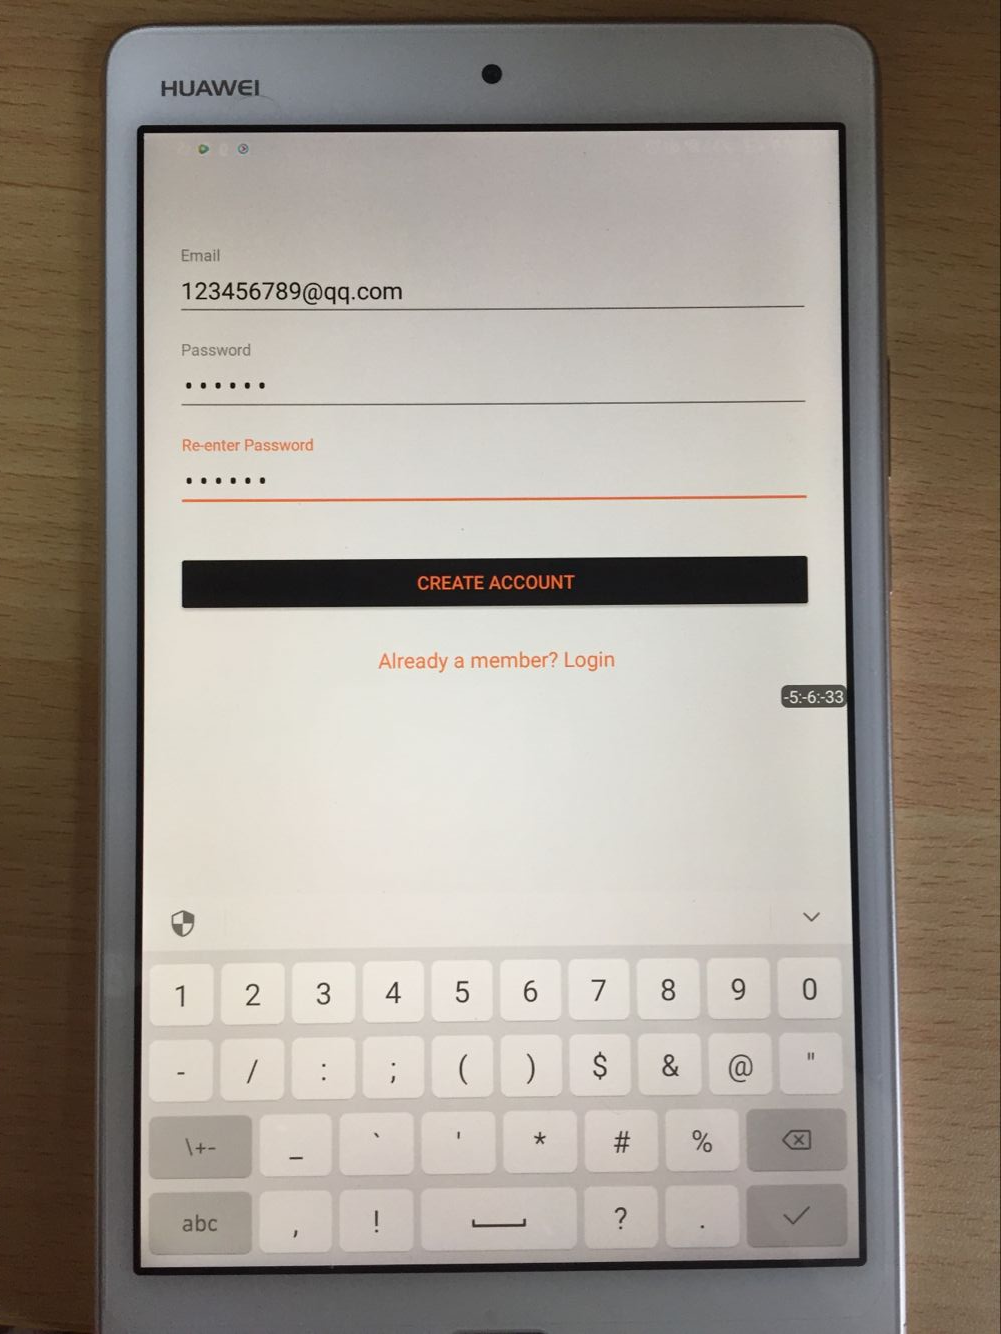 HUAWEI
Email
123456789@qq.com
Password
••••••
Re-enter Password
••••••
CREATE ACCOUNT
Already a member? Login
-5:-6:-33
1 2 3 4 5 6 7 8 9 0
- / : ; ( ) $ & @ "
\+- _ ` ' * # %
abc , ! ? .